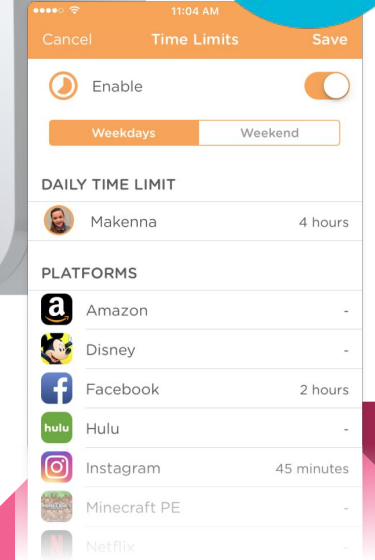 11:04 AM
Cancel Time Limits Save
Enable
Weekdays Weekend
DAILY TIME LIMIT
Makenna 4 hours
PLATFORMS
a Amazon -
Disney -
f Facebook 2 hours
hulu Hulu -
Instagram 45 minutes
MINECRAFT Minecraft PE -
Netflix -